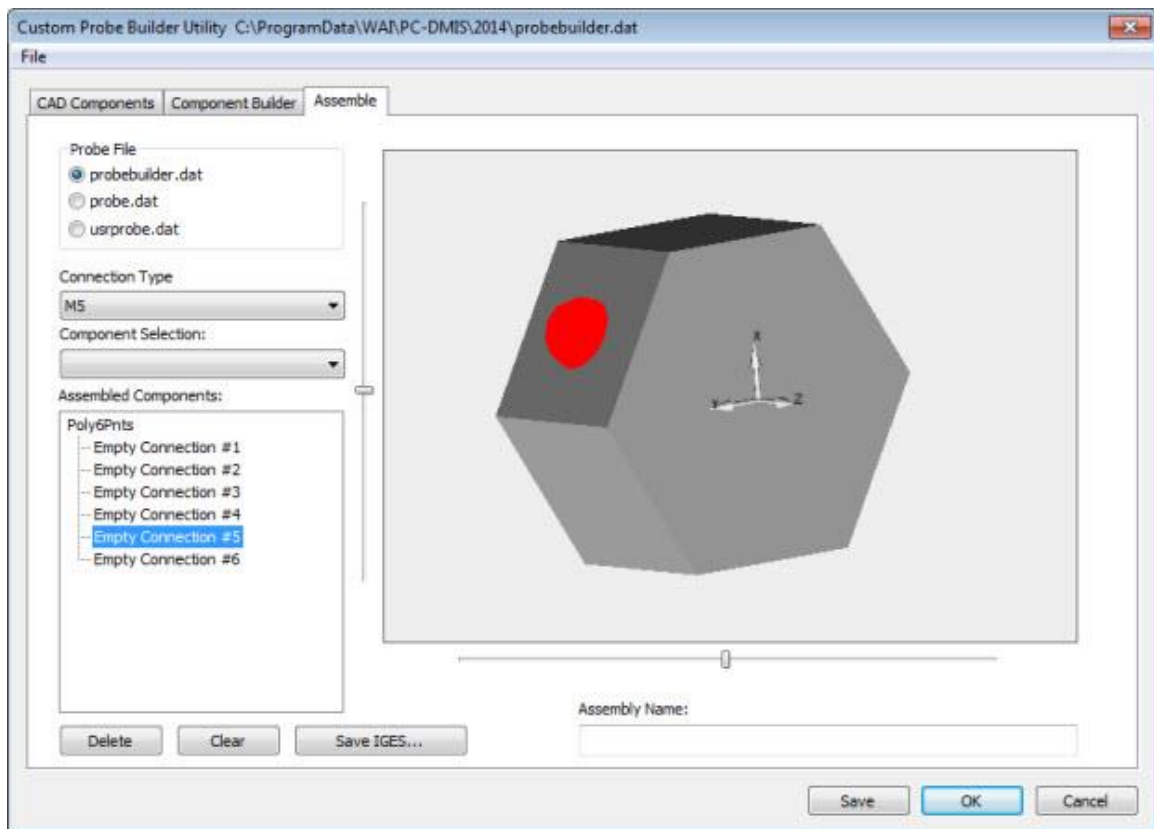 Custom Probe Builder Utility C:\ProgramData\WAI\PC-DMIS\2014\probebuilder.dat
File
CAD Components
Component Builder
Assemble
Probe File
probebuilder.dat
probe.dat
usrprobe.dat
Connection Type
M5
Component Selection:
Assembled Components:
Poly6Pnts
Empty Connection #1
Empty Connection #2
Empty Connection #3
Empty Connection #4
Empty Connection #5
Empty Connection #6
X
Y
Z
Delete
Clear
Save IGES...
Assembly Name:
Save
OK
Cancel